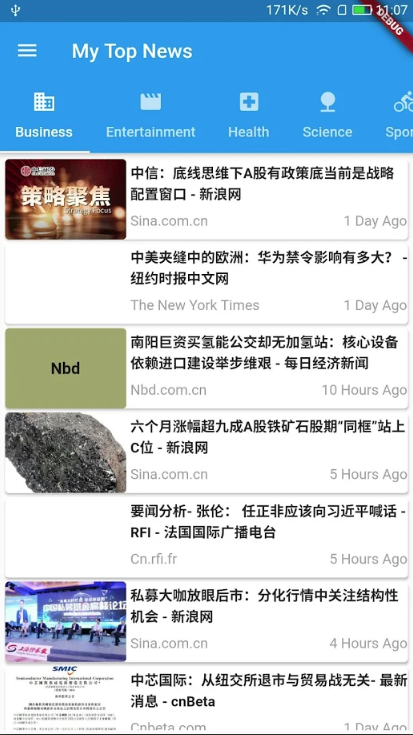 171K/s
11:07
DEBUG
My Top News
Business
Entertainment
Health
Science
Spor
策略聚焦
Strategy Focus
中信：底线思维下A股有政策底当前是战略
配置窗口 - 新浪网
Sina.com.cn
1 Day Ago
中美夹缝中的欧洲：华为禁令影响有多大？ -
纽约时报中文网
The New York Times
1 Day Ago
Nbd
南阳巨资买氢能公交却无加氢站：核心设备
依赖进口建设举步维艰 - 每日经济新闻
Nbd.com.cn
10 Hours Ago
六个月涨幅超九成A股铁矿石股期“同框”站上
C位 - 新浪网
Sina.com.cn
5 Hours Ago
要闻分析- 张伦： 任正非应该向习近平喊话 -
RFI - 法国国际广播电台
Cn.rfi.fr
5 Hours Ago
私募大咖放眼后市：分化行情中关注结构性
机会 - 新浪网
Sina.com.cn
4 Hours Ago
SMIC
Semiconductor Manufacturing International Corporation
中芯国际：从纽交所退市与贸易战无关- 最新
消息 - cnBeta
Cnbeta.com
1 Day Ago